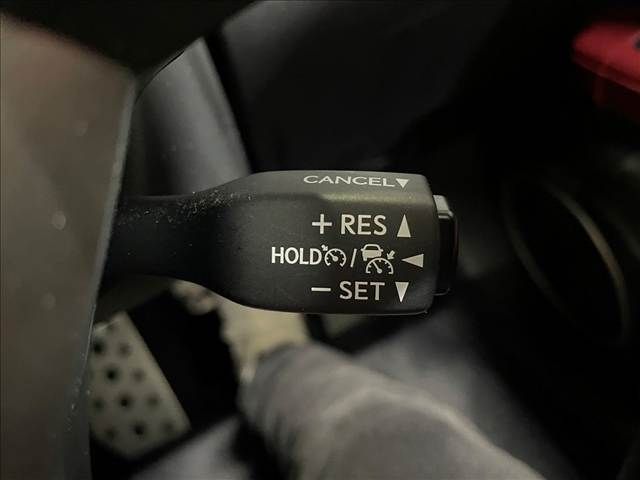 CANCEL▼
+ RES ▲
HOLD / ◄
− SET ▼